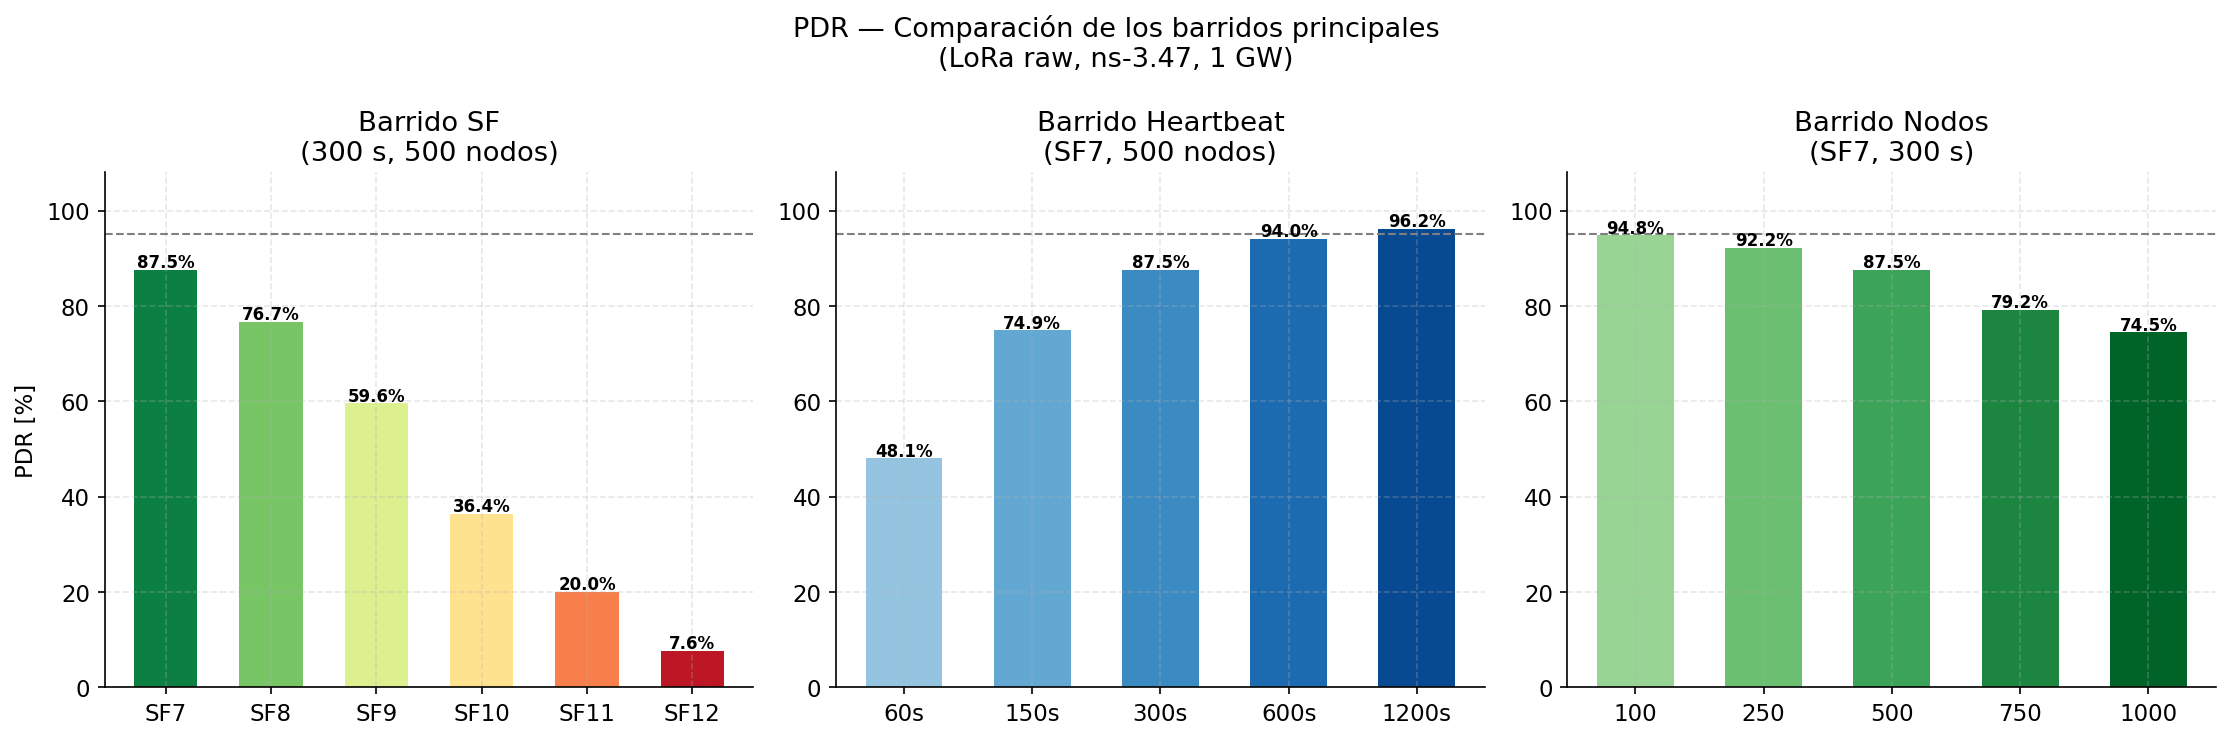 PDR — Comparación de los barridos principales
(LoRa raw, ns-3.47, 1 GW)
Barrido SF
(300 s, 500 nodos)
PDR [%]
100
80
60
40
20
0
87.5%
76.7%
59.6%
36.4%
20.0%
7.6%
SF7
SF8
SF9
SF10
SF11
SF12
Barrido Heartbeat
(SF7, 500 nodos)
100
80
60
40
20
0
48.1%
74.9%
87.5%
94.0%
96.2%
60s
150s
300s
600s
1200s
Barrido Nodos
(SF7, 300 s)
100
80
60
40
20
0
94.8%
92.2%
87.5%
79.2%
74.5%
100
250
500
750
1000